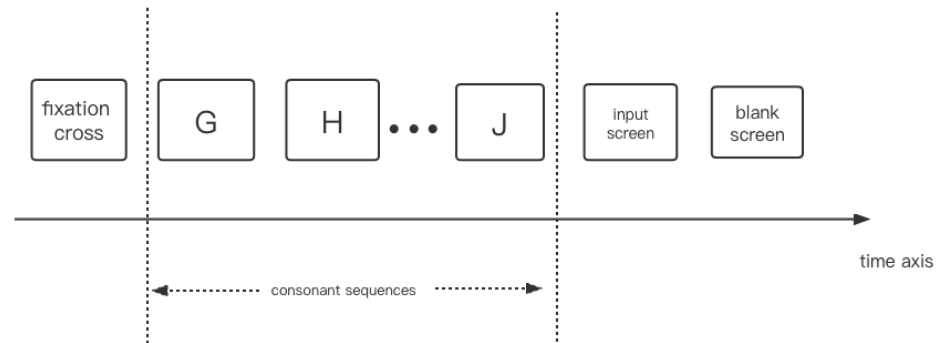 fixation
cross
G
H
J
input
screen
blank
screen
time axis
consonant sequences